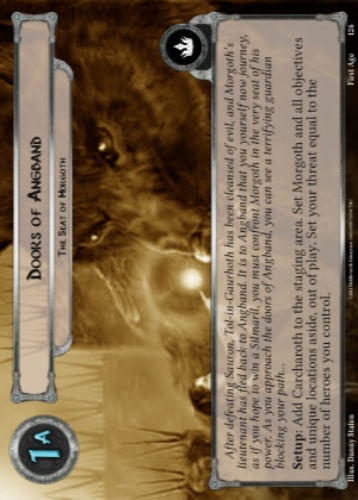 1A
DOORS OF ANGBAND
THE SEAT OF MORGOTH
After defeating Sauron, Tol-in-Gaurhoth has been cleansed of evil, and Morgoth's
lieutenant has fled back to Angband. It is to Angband that you yourself now journey,
as if you hope to win a Silmaril, you must confront Morgoth in the very seat of his
power. As you approach the doors of Angband, you can see a terrifying guardian
blocking your path...
Setup: Add Carcharoth to the staging area. Set Morgoth and all objectives
and unique locations aside, out of play. Set your threat equal to the
number of heroes you control.
Illus. Danny Staten
First Age 126